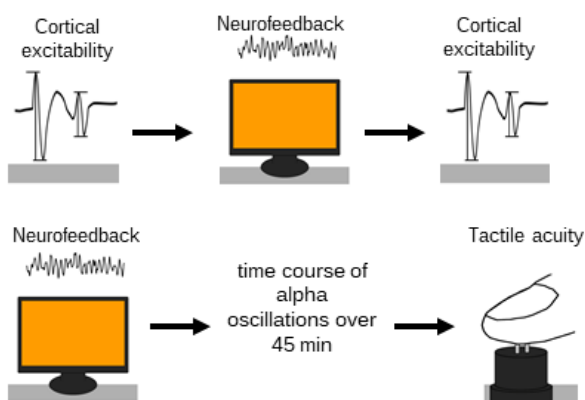 Cortical
excitability
Neurofeedback
Cortical
excitability
Neurofeedback
time course of
alpha
oscillations over
45 min
Tactile acuity